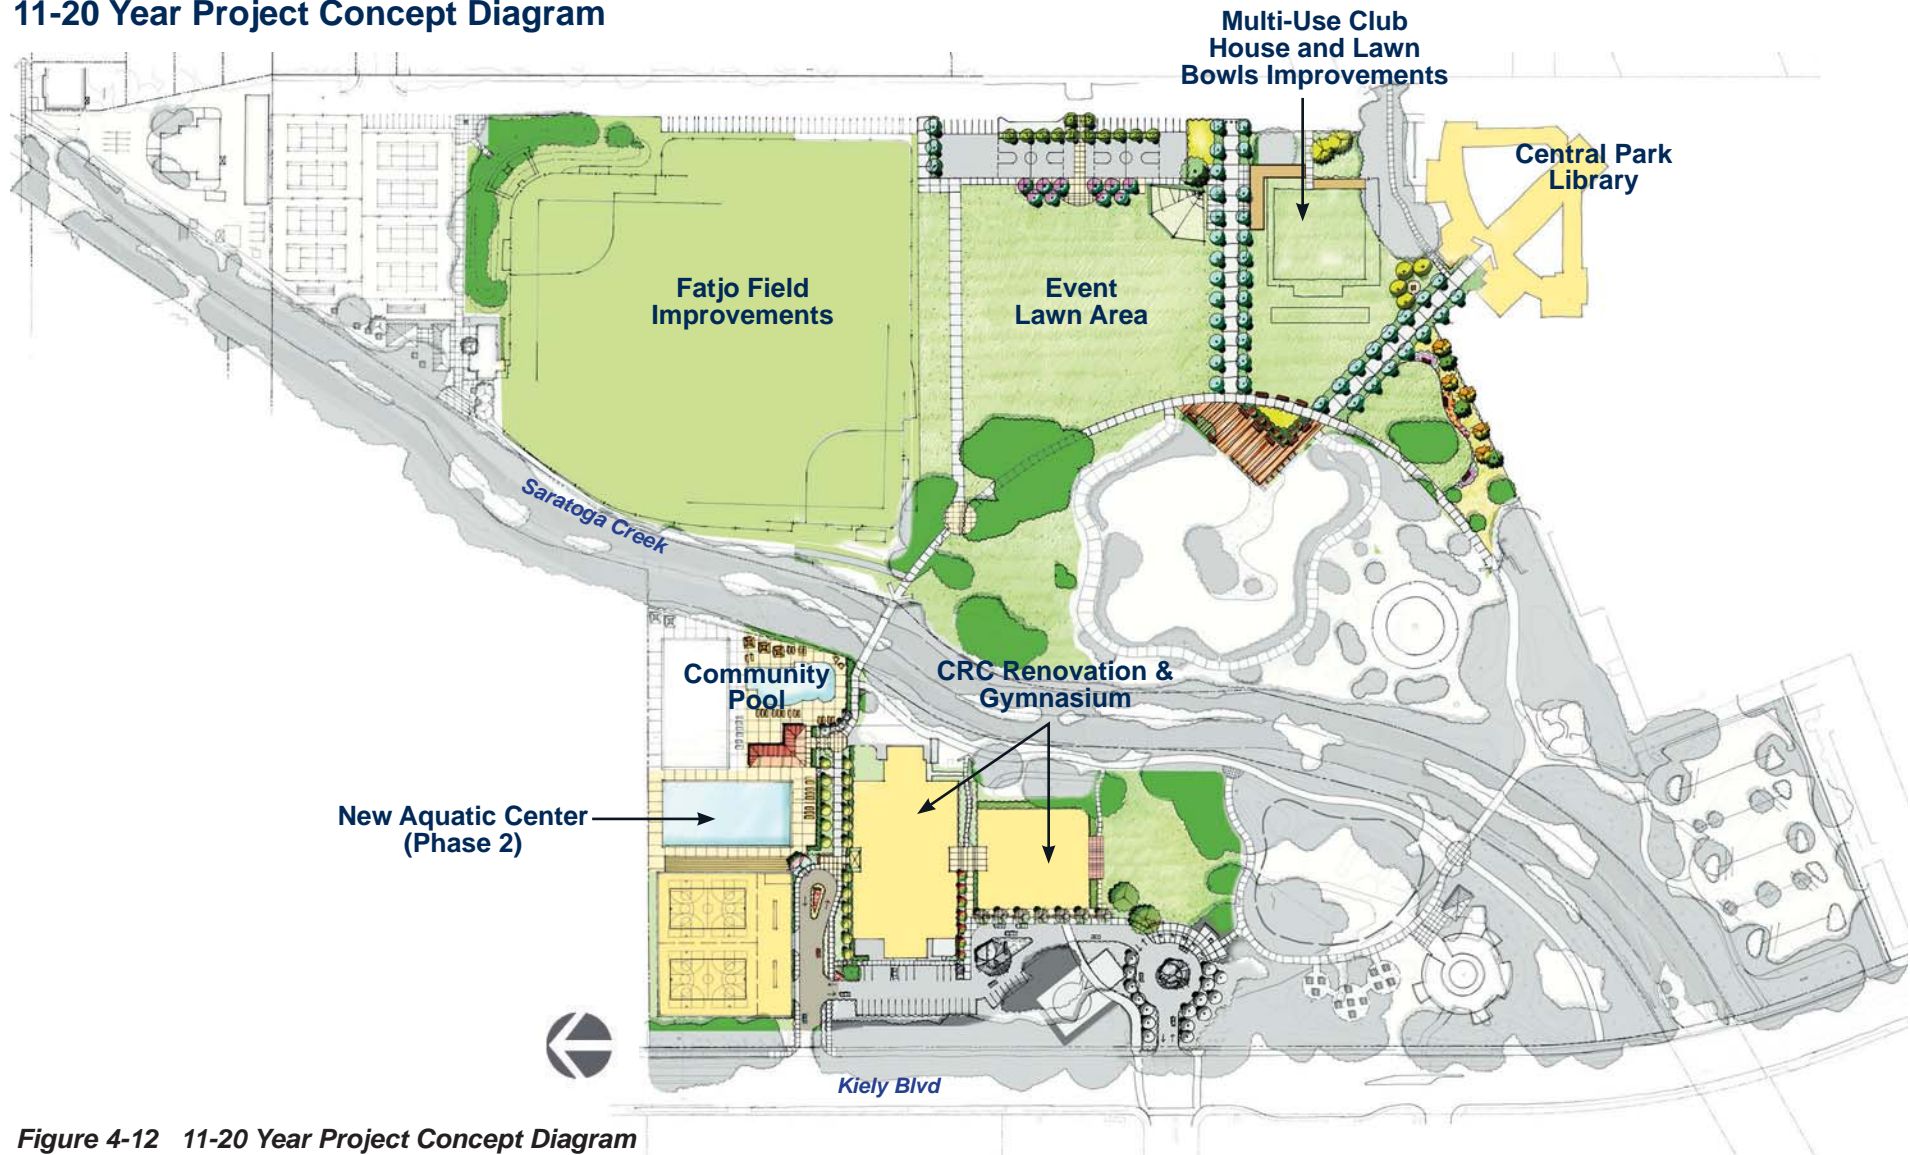 11-20 Year Project Concept Diagram
Multi-Use Club
House and Lawn
Bowls Improvements
Central Park
Library
Fatjo Field
Improvements
Event
Lawn Area
Saratoga Creek
Community
Pool
CRC Renovation &
Gymnasium
New Aquatic Center
(Phase 2)
Kiely Blvd
Figure 4-12 11-20 Year Project Concept Diagram